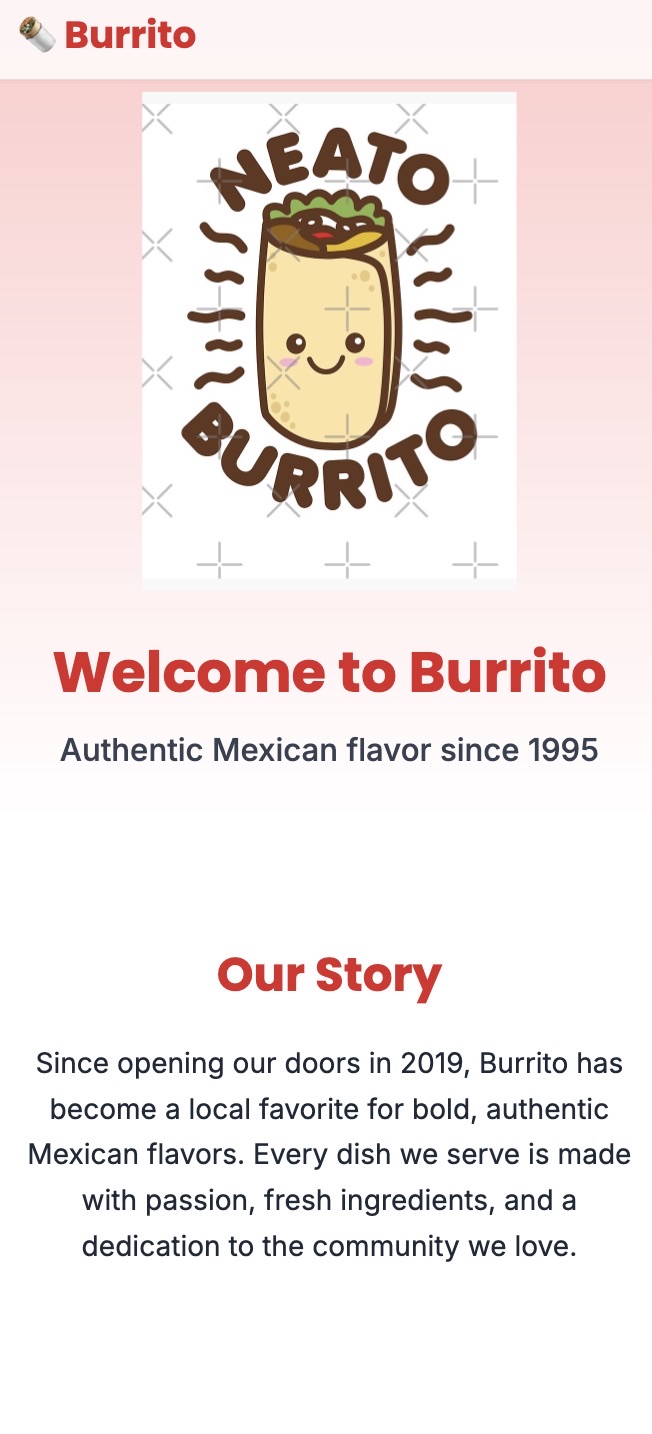 Burrito
NEATO
BURRITO
Welcome to Burrito
Authentic Mexican flavor since 1995
Our Story
Since opening our doors in 2019, Burrito has
become a local favorite for bold, authentic
Mexican flavors. Every dish we serve is made
with passion, fresh ingredients, and a
dedication to the community we love.